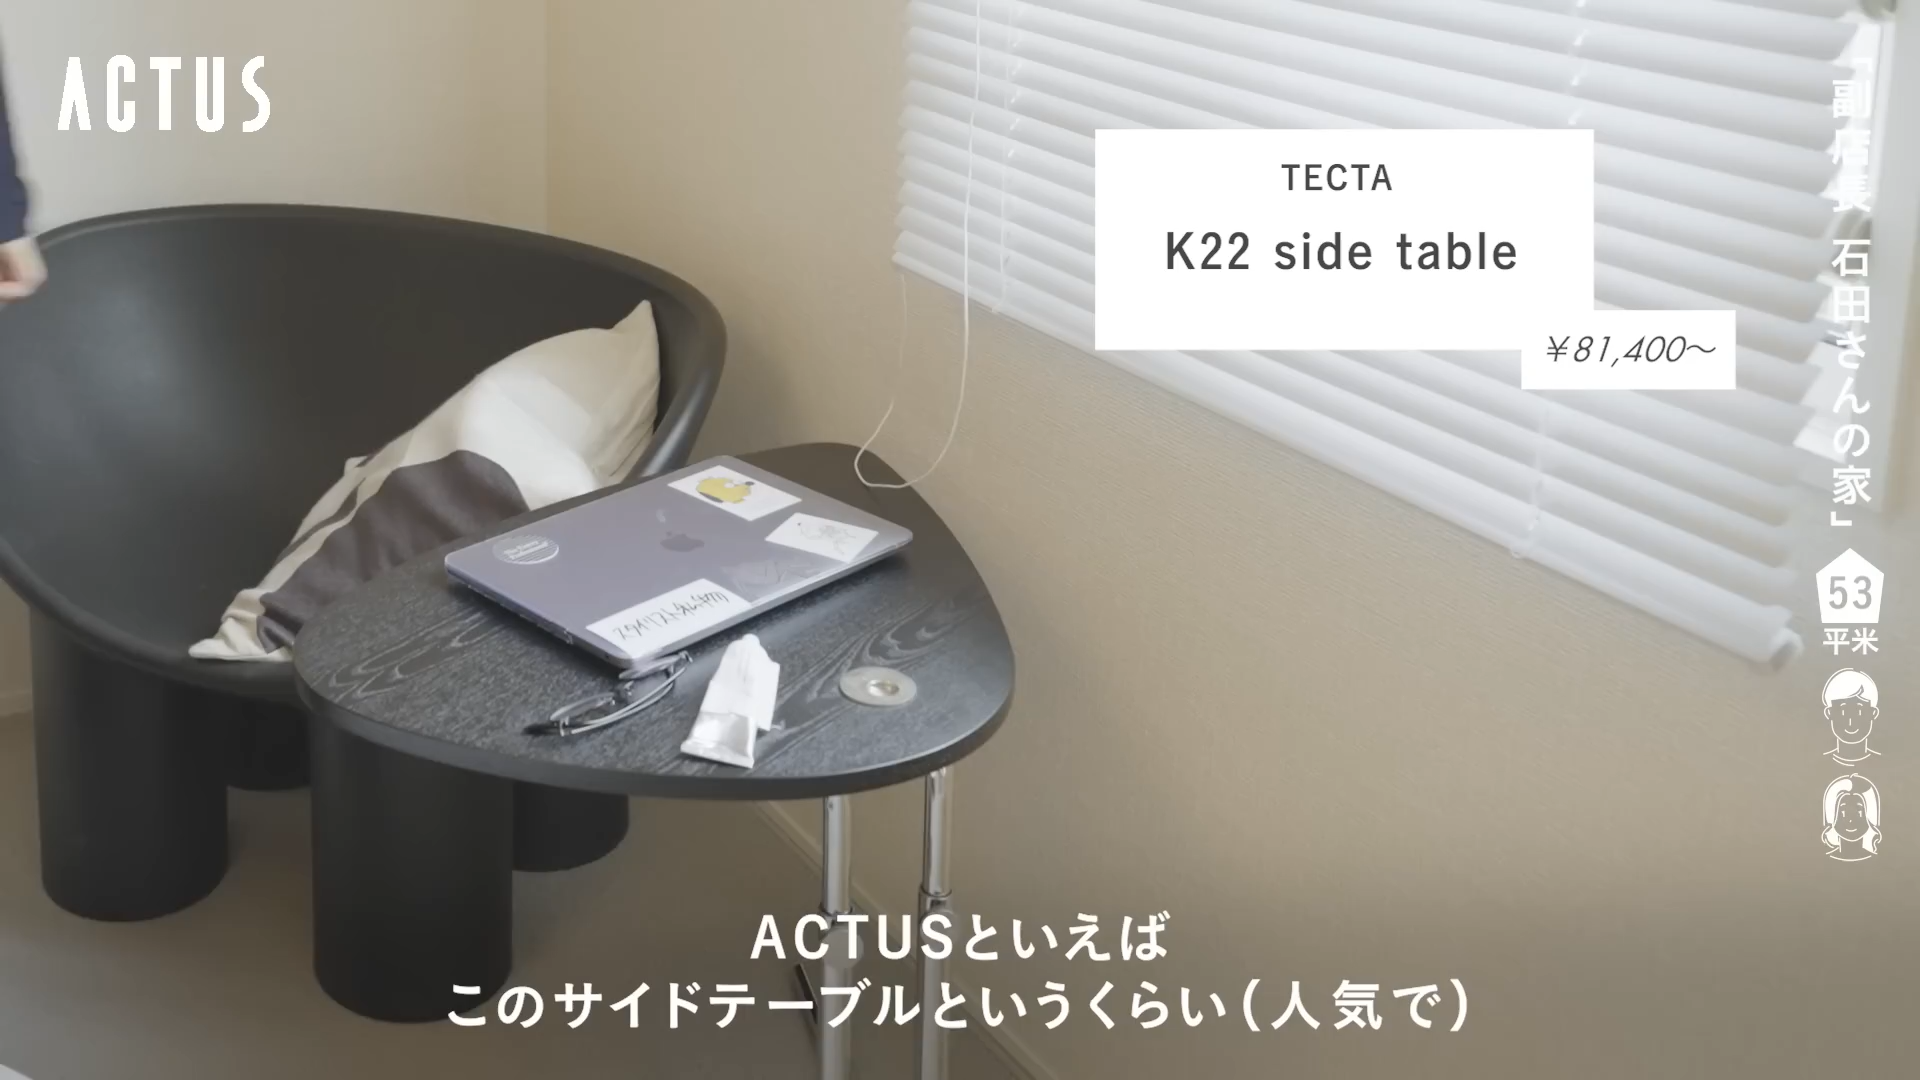 ACTUS
TECTA
K22 side table
¥81,400〜
「副店長 石田さんの家」
53
平米
ACTUSといえば
このサイドテーブルというくらい(人気で)